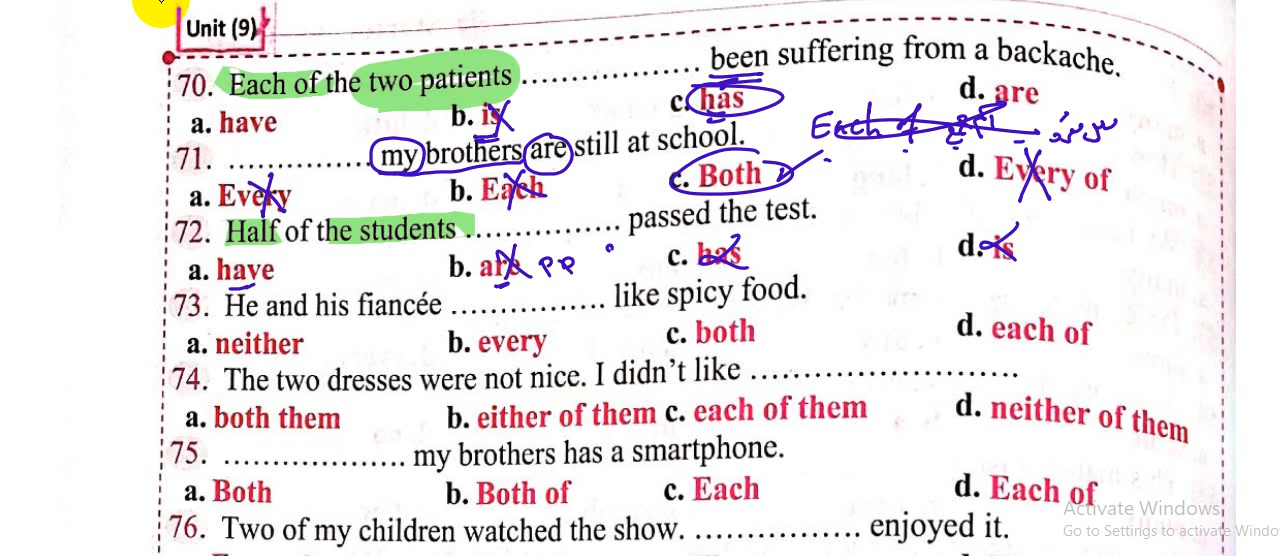 Unit (9)
70. Each of the two patients .................. been suffering from a backache.
a. have b. is c. has d. are
Each of
71. ............... my brothers are still at school.
a. Every b. Each c. Both d. Every of
72. Half of the students ................ passed the test.
a. have b. are PP c. has d. is
73. He and his fiancée ................ like spicy food.
a. neither b. every c. both d. each of
74. The two dresses were not nice. I didn't like ...........................
a. both them b. either of them c. each of them d. neither of them
75. ................... my brothers has a smartphone.
a. Both b. Both of c. Each d. Each of
Activate Windows
Go to Settings to activate Windo
76. Two of my children watched the show. ................. enjoyed it.